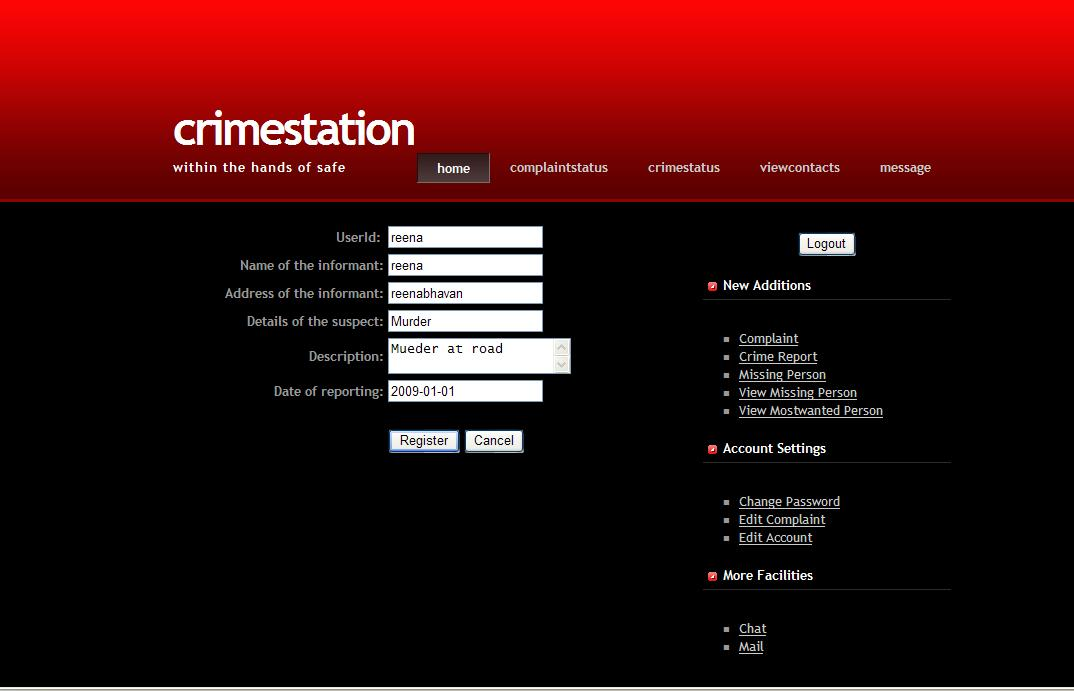 crimestation
within the hands of safe
home complaintstatus crimestatus viewcontacts message
UserId: reena
Name of the informant: reena
Address of the informant: reenabhavan
Details of the suspect: Murder
Description: Mueder at road
Date of reporting: 2009-01-01
Register Cancel
Logout
New Additions
Complaint
Crime Report
Missing Person
View Missing Person
View Mostwanted Person
Account Settings
Change Password
Edit Complaint
Edit Account
More Facilities
Chat
Mail